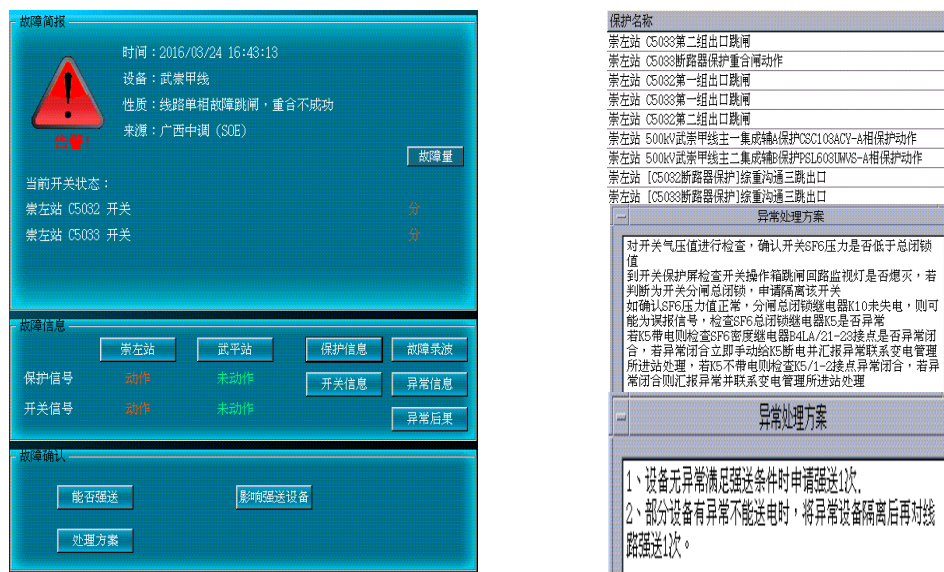 故障简报
时间：2016/03/24 16:43:13
设备：武崇甲线
性质：线路单相故障跳闸，重合不成功
来源：广西中调（SOE）
告警!
故障量
当前开关状态：
崇左站 C5032 开关 分
崇左站 C5033 开关 分
故障信息
崇左站 武平站 保护信息 故障录波
保护信号 动作 未动作
开关信息 异常信息
开关信号 动作 未动作
异常后果
故障确认
能否强送 影响强送设备
处理方案
保护名称
崇左站 C5033第二组出口跳闸
崇左站 C5033断路器保护重合闸动作
崇左站 C5032第一组出口跳闸
崇左站 C5033第一组出口跳闸
崇左站 C5032第二组出口跳闸
崇左站 500kV武崇甲线主一集成辅A保护CSC103ACY-A相保护动作
崇左站 500kV武崇甲线主二集成辅B保护PSL603UMVS-A相保护动作
崇左站 [C5032断路器保护]综重沟通三跳出口
崇左站 [C5033断路器保护]综重沟通三跳出口
异常处理方案
对开关气压值进行检查，确认开关SF6压力是否低于总闭锁
值
到开关保护屏检查开关操作箱跳闸回路监视灯是否熄灭，若
判断为开关分闸总闭锁，申请隔离该开关
如确认SF6压力值正常，分闸总闭锁继电器K10未失电，则可
能为误报信号，检查SF6总闭锁继电器K5是否异常
若K5带电则检查SF6密度继电器B4LA/21-23接点是否异常闭
合，若异常闭合立即手动给K5断电并汇报异常联系变电管理
所进站处理，若K5不带电则检查K5/1-2接点异常闭合，若异
常闭合则汇报异常并联系变电管理所进站处理
异常处理方案
1、设备无异常满足强送条件时申请强送1次.
2、部分设备有异常不能送电时，将异常设备隔离后再对线
路强送1次。